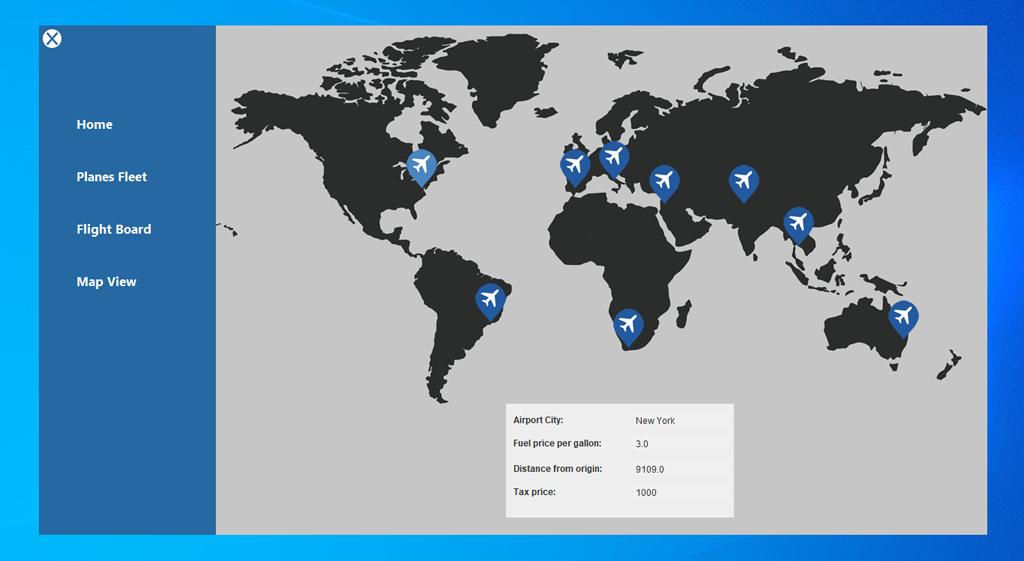 Home
Planes Fleet
Flight Board
Map View
Airport City: New York
Fuel price per gallon: 3.0
Distance from origin: 9109.0
Tax price: 1000